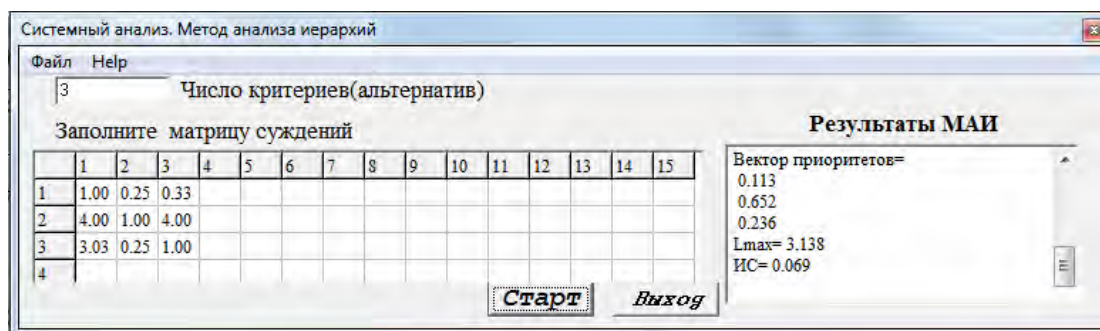 Системный анализ. Метод анализа иерархий
Файл Help
3 Число критериев(альтернатив)
Заполните матрицу суждений
1 2 3 4 5 6 7 8 9 10 11 12 13 14 15
1 1.00 0.25 0.33
2 4.00 1.00 4.00
3 3.03 0.25 1.00
4
Результаты МАИ
Вектор приоритетов=
0.113
0.652
0.236
Lmax= 3.138
ИС= 0.069
Старт Выход